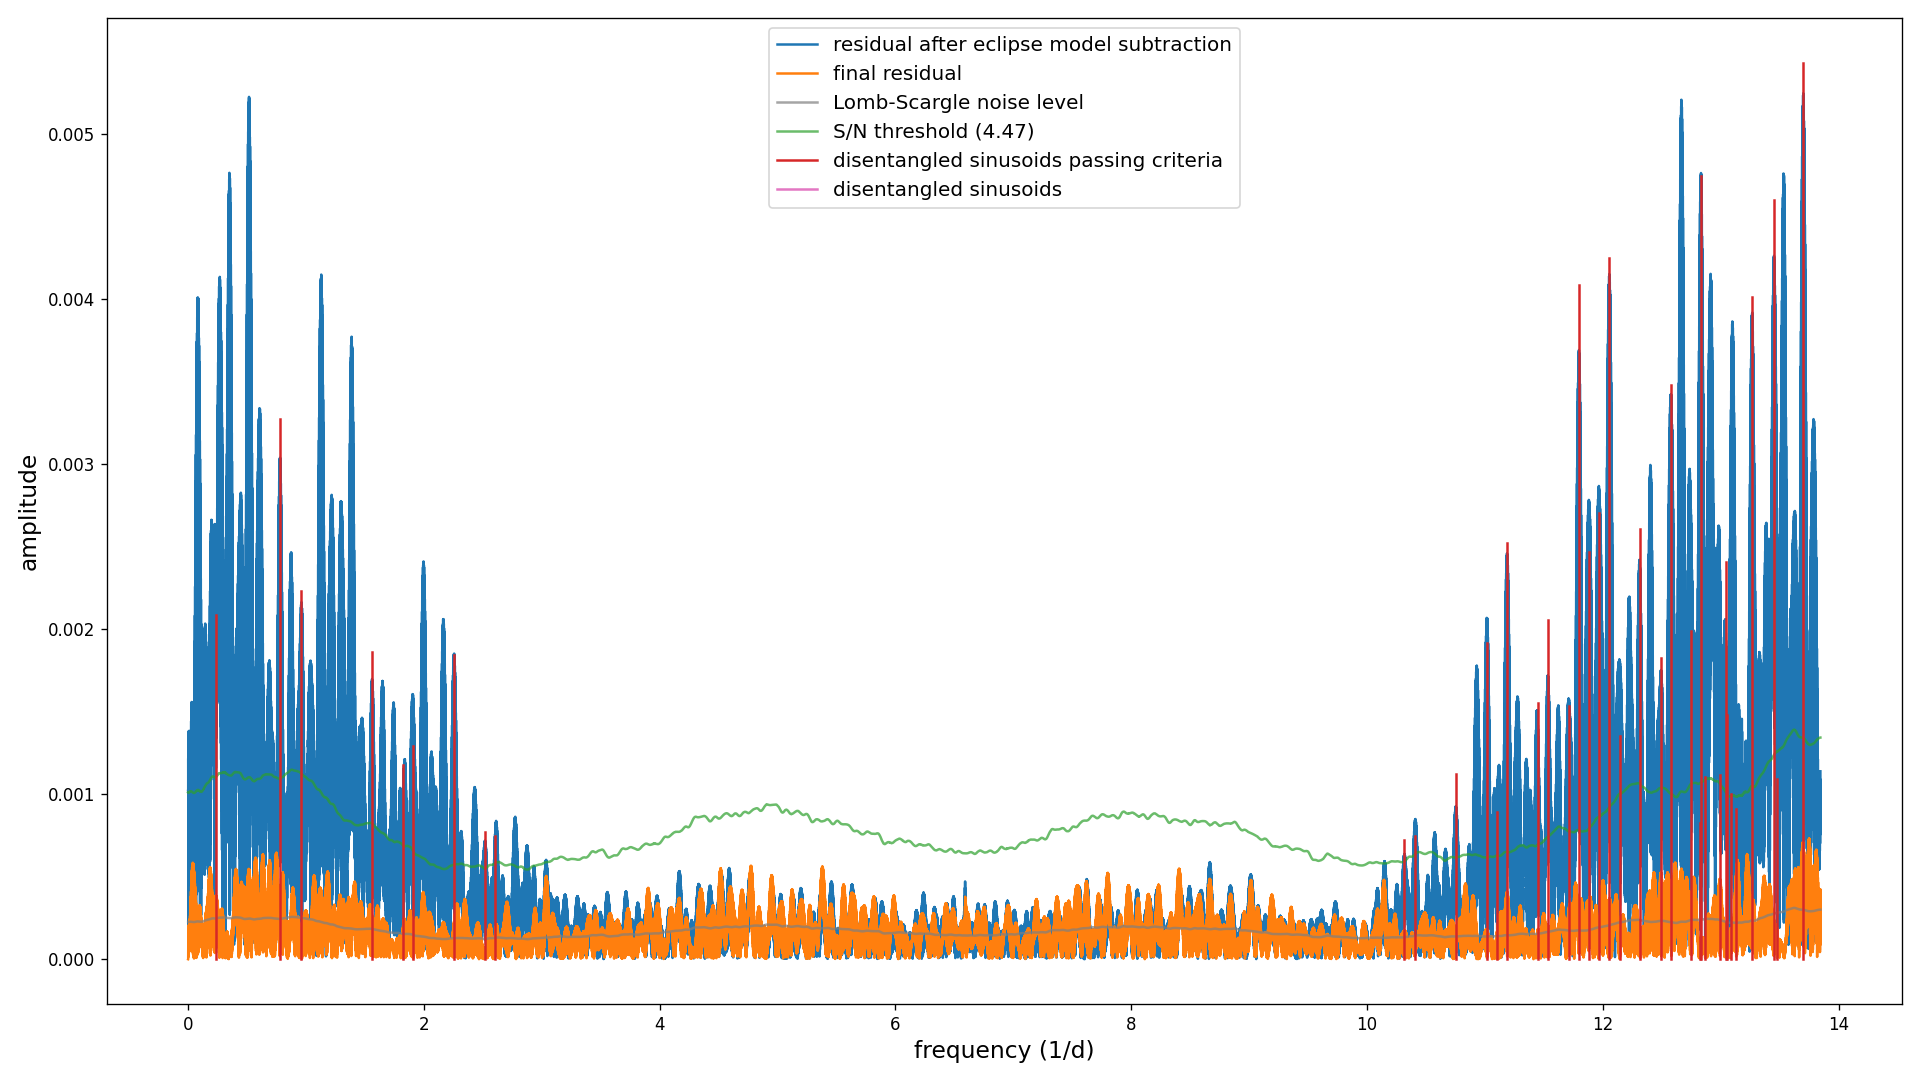 residual after eclipse model subtraction
final residual
Lomb-Scargle noise level
S/N threshold (4.47)
disentangled sinusoids passing criteria
disentangled sinusoids
amplitude
0.005
0.004
0.003
0.002
0.001
0.000
0 2 4 6 8 10 12 14
frequency (1/d)